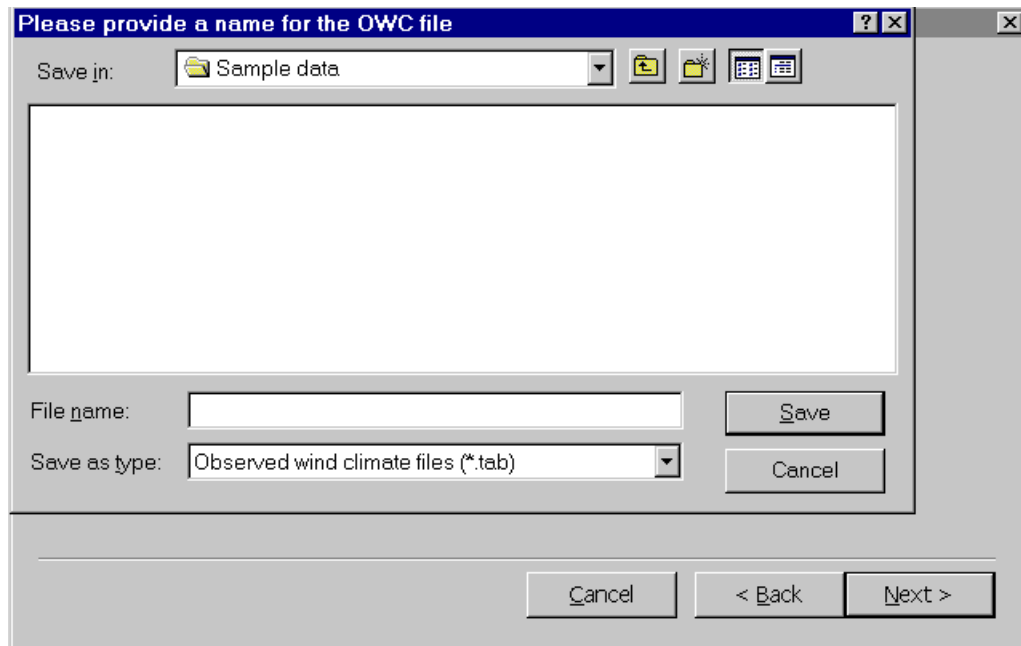 Please provide a name for the OWC file
Save in:
Sample data
File name:
Save
Save as type:
Observed wind climate files (*.tab)
Cancel
Cancel
< Back
Next >